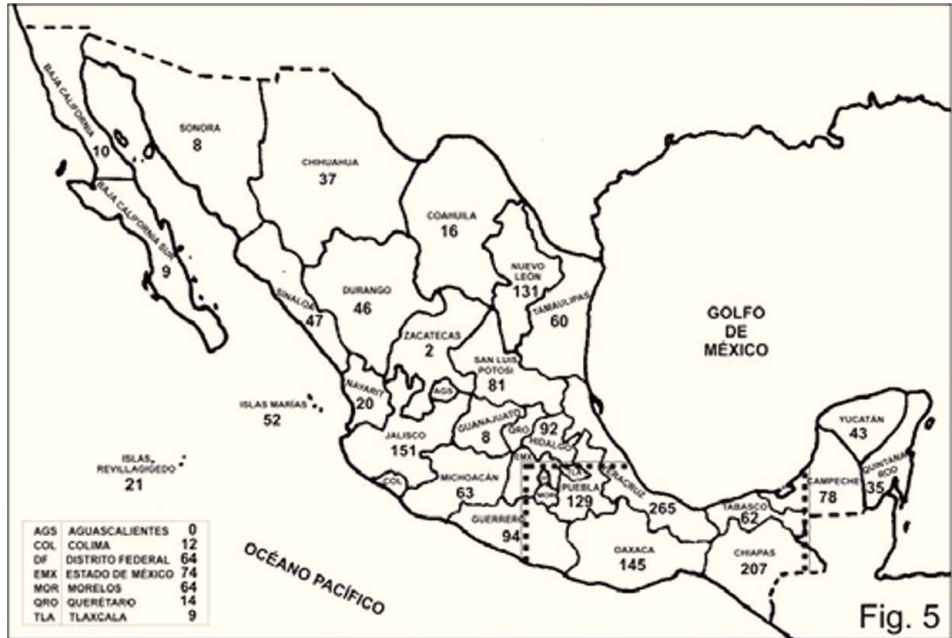 BAJA CALIFORNIA
10
SONORA
8
CHIHUAHUA
37
COAHUILA
16
BAJA CALIFORNIA SUR
9
SINALOA
47
DURANGO
46
NUEVO
LEÓN
131
TAMAULIPAS
60
ZACATECAS
2
SAN LUIS
POTOSI
81
GOLFO
DE
MÉXICO
NAYARIT
20
AGS
ISLAS MARÍAS
52
JALISCO
151
GUANAJUATO
8
QRO
92
HIDALGO
YUCATÁN
43
ISLAS
REVILLAGIGEDO
21
COL
MICHOACÁN
63
EMX
DF
MOR
TLA
PUEBLA
129
VERACRUZ
265
TABASCO
62
CAMPECHE
78
QUINTANA
ROO
35
GUERRERO
94
OAXACA
145
CHIAPAS
207
OCÉANO PACÍFICO
AGS AGUASCALIENTES 0
COL COLIMA 12
DF DISTRITO FEDERAL 64
EMX ESTADO DE MÉXICO 74
MOR MORELOS 64
QRO QUERÉTARO 14
TLA TLAXCALA 9
Fig. 5